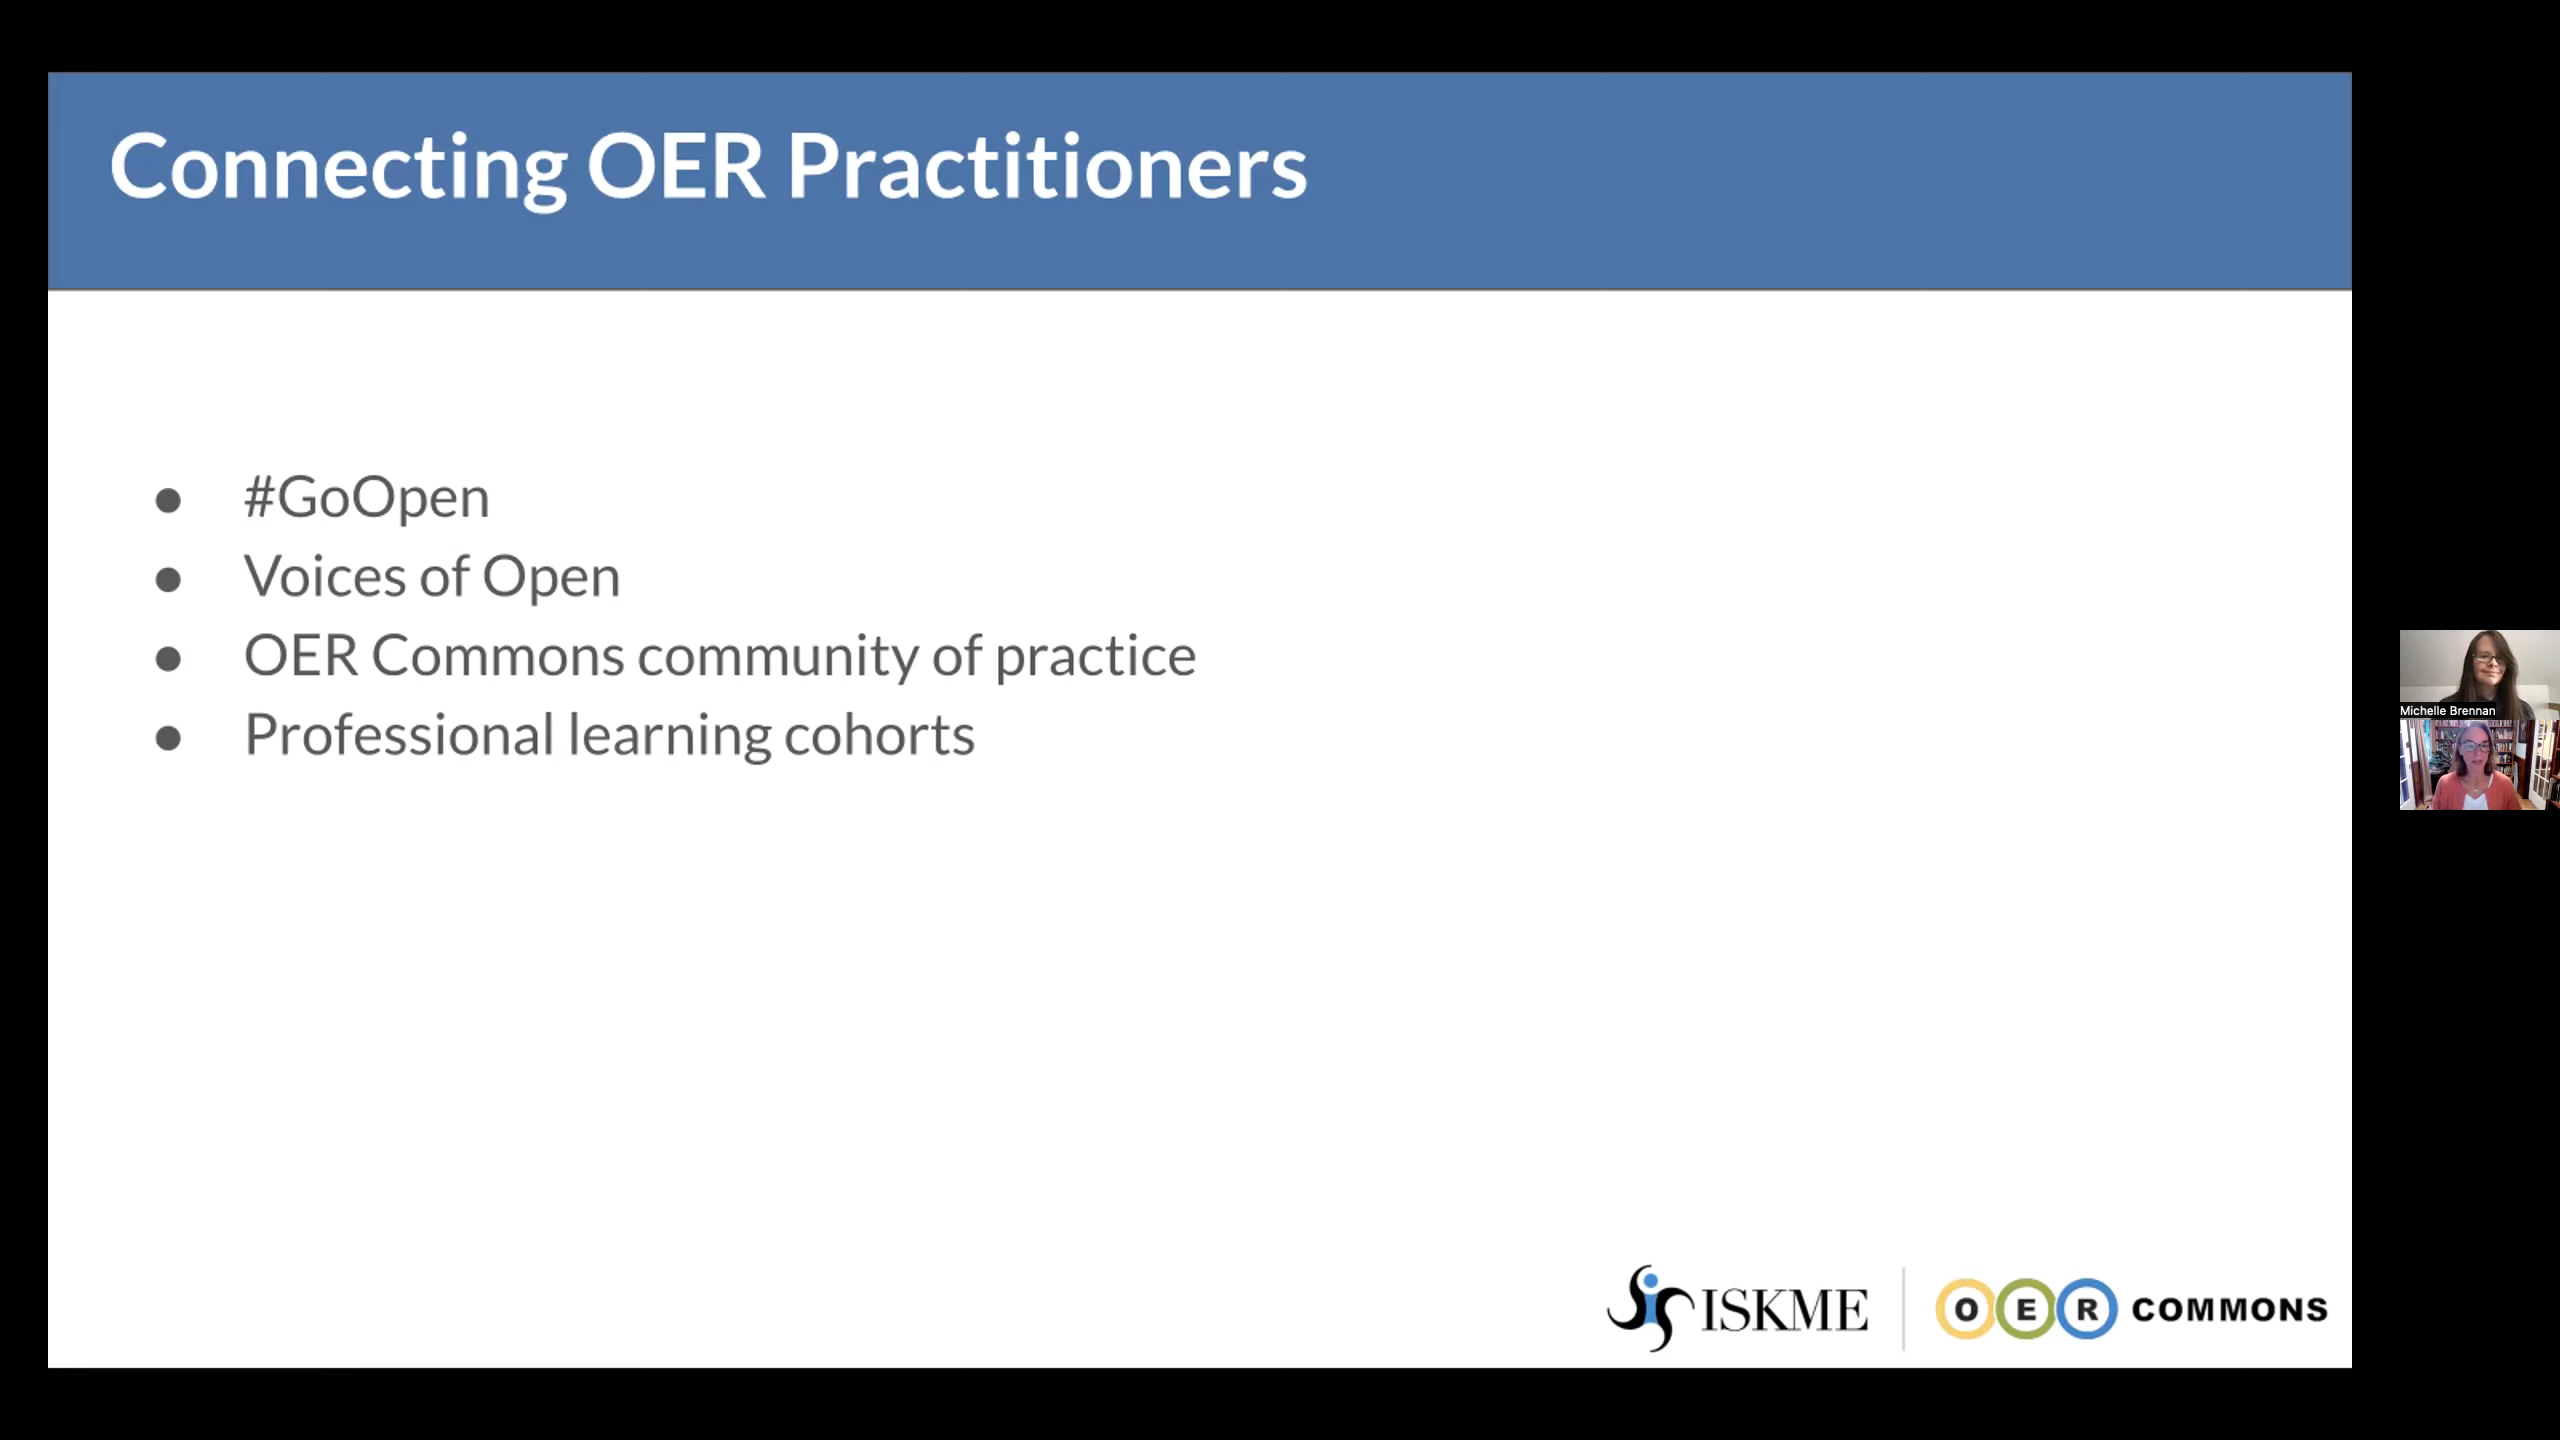 Connecting OER Practitioners
● #GoOpen
● Voices of Open
● OER Commons community of practice
● Professional learning cohorts
Michelle Brennan
ISKME
O E R COMMONS